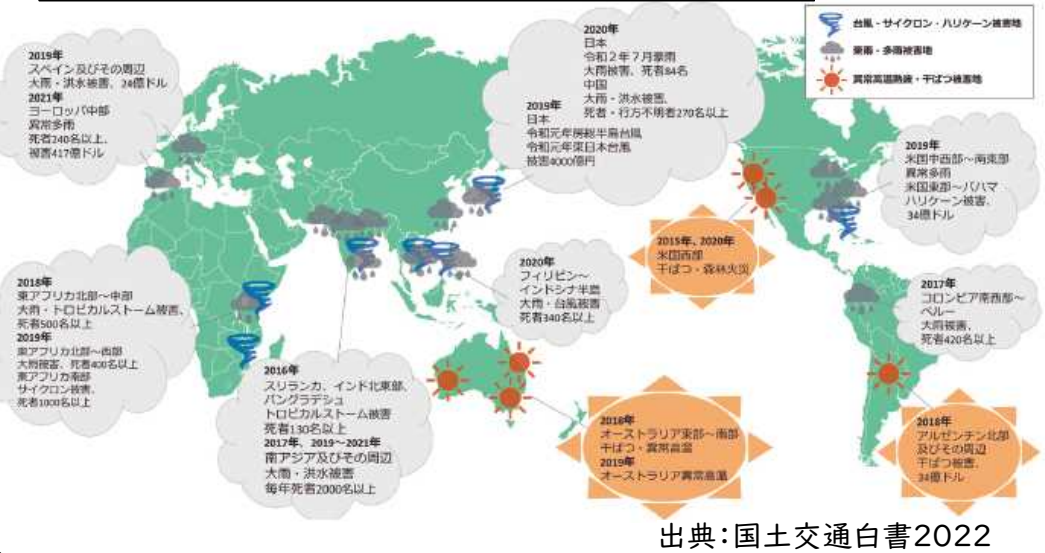 台風・サイクロン・ハリケーン被害地
豪雨・多雨被害地
異常高温熱波・干ばつ被害地
2019年
スペイン及びその周辺
大雨・洪水被害、24億ドル
2021年
ヨーロッパ中部
異常多雨
死者240名以上、
被害417億ドル
2020年
日本
令和２年７月豪雨
大雨被害、死者84名
中国
大雨・洪水被害、
死者・行方不明者270名以上
2019年
日本
令和元年房総半島台風
令和元年東日本台風
被害4000億円
2019年
米国中西部～南東部
異常多雨
米国東部～バハマ
ハリケーン被害、
34億ドル
2015年、2020年
米国西部
干ばつ・森林火災
2018年
東アフリカ北部～中部
大雨・トロピカルストーム被害、
死者500名以上
2019年
東アフリカ北部～西部
大雨被害、死者400名以上
東アフリカ南部
サイクロン被害、
死者1000名以上
2020年
フィリピン～
インドシナ半島
大雨・台風被害
死者340名以上
2017年
コロンビア南西部～
ペルー
大雨被害、
死者420名以上
2016年
スリランカ、インド北東部、
バングラデシュ
トロピカルストーム被害
死者130名以上
2017年、2019～2021年
南アジア及びその周辺
大雨・洪水被害
毎年死者2000名以上
2018年
オーストラリア東部～南部
干ばつ・異常高温
2019年
オーストラリア異常高温
2018年
アルゼンチン北部
及びその周辺
干ばつ被害、
34億ドル
出典：国土交通白書2022